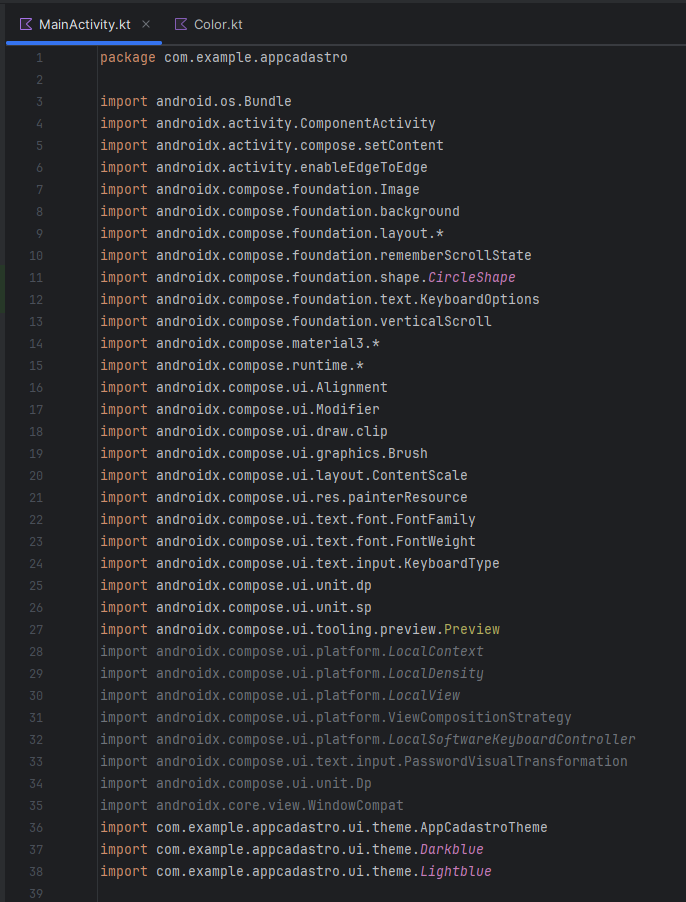 MainActivity.kt
Color.kt
1 package com.example.appcadastro
2
3 import android.os.Bundle
4 import androidx.activity.ComponentActivity
5 import androidx.activity.compose.setContent
6 import androidx.activity.enableEdgeToEdge
7 import androidx.compose.foundation.Image
8 import androidx.compose.foundation.background
9 import androidx.compose.foundation.layout.*
10 import androidx.compose.foundation.rememberScrollState
11 import androidx.compose.foundation.shape.CircleShape
12 import androidx.compose.foundation.text.KeyboardOptions
13 import androidx.compose.foundation.verticalScroll
14 import androidx.compose.material3.*
15 import androidx.compose.runtime.*
16 import androidx.compose.ui.Alignment
17 import androidx.compose.ui.Modifier
18 import androidx.compose.ui.draw.clip
19 import androidx.compose.ui.graphics.Brush
20 import androidx.compose.ui.layout.ContentScale
21 import androidx.compose.ui.res.painterResource
22 import androidx.compose.ui.text.font.FontFamily
23 import androidx.compose.ui.text.font.FontWeight
24 import androidx.compose.ui.text.input.KeyboardType
25 import androidx.compose.ui.unit.dp
26 import androidx.compose.ui.unit.sp
27 import androidx.compose.ui.tooling.preview.Preview
28 import androidx.compose.ui.platform.LocalContext
29 import androidx.compose.ui.platform.LocalDensity
30 import androidx.compose.ui.platform.LocalView
31 import androidx.compose.ui.platform.ViewCompositionStrategy
32 import androidx.compose.ui.platform.LocalSoftwareKeyboardController
33 import androidx.compose.ui.text.input.PasswordVisualTransformation
34 import androidx.compose.ui.unit.Dp
35 import androidx.core.view.WindowCompat
36 import com.example.appcadastro.ui.theme.AppCadastroTheme
37 import com.example.appcadastro.ui.theme.Darkblue
38 import com.example.appcadastro.ui.theme.Lightblue
39